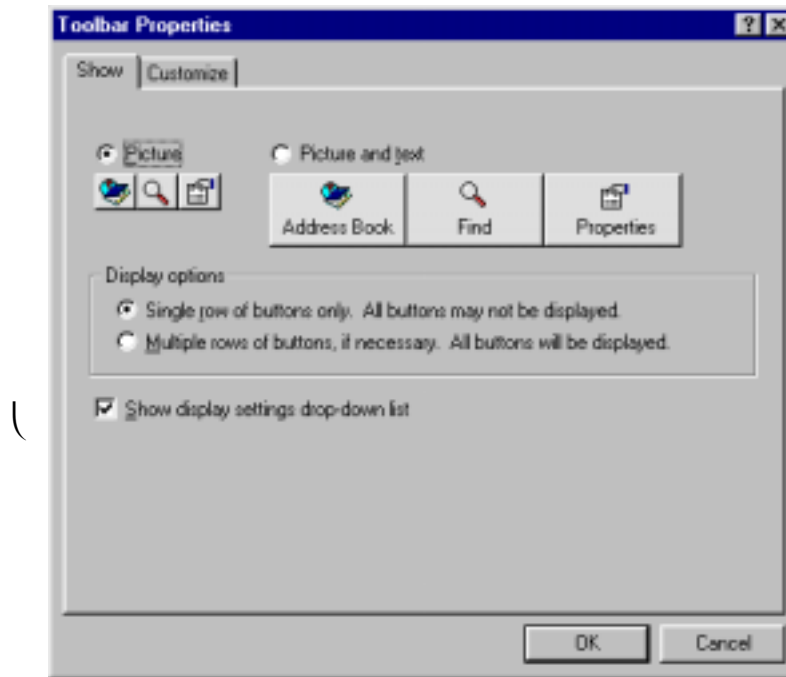 Toolbar Properties
Show Customize
Picture Picture and text
Address Book Find Properties
Display options
Single row of buttons only. All buttons may not be displayed.
Multiple rows of buttons, if necessary. All buttons will be displayed.
Show display settings drop-down list
OK Cancel